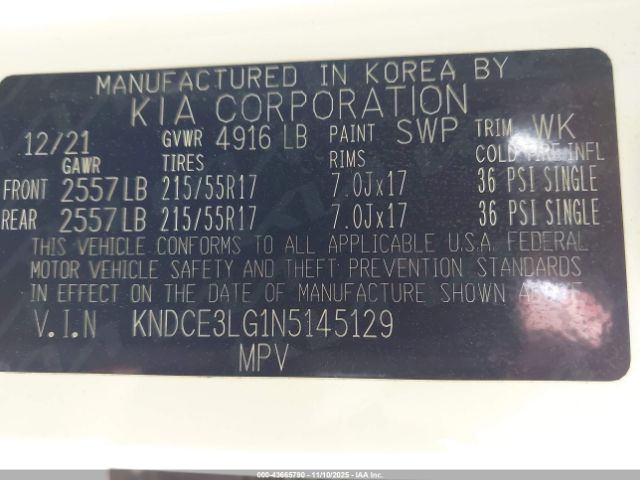 MANUFACTURED IN KOREA BY
KIA CORPORATION
12/21 GVWR 4916 LB PAINT SWP TRIM WK
GAWR TIRES RIMS COLD TIRE INFL
FRONT 2557LB 215/55R17 7.0Jx17 36 PSI SINGLE
REAR 2557LB 215/55R17 7.0Jx17 36 PSI SINGLE
THIS VEHICLE CONFORMS TO ALL APPLICABLE U.S.A. FEDERAL
MOTOR VEHICLE SAFETY AND THEFT PREVENTION STANDARDS
IN EFFECT ON THE DATE OF MANUFACTURE SHOWN ABOVE
V.I.N KNDCE3LG1N5145129
MPV
000-43665790 - 11/10/2025 - IAA Inc.